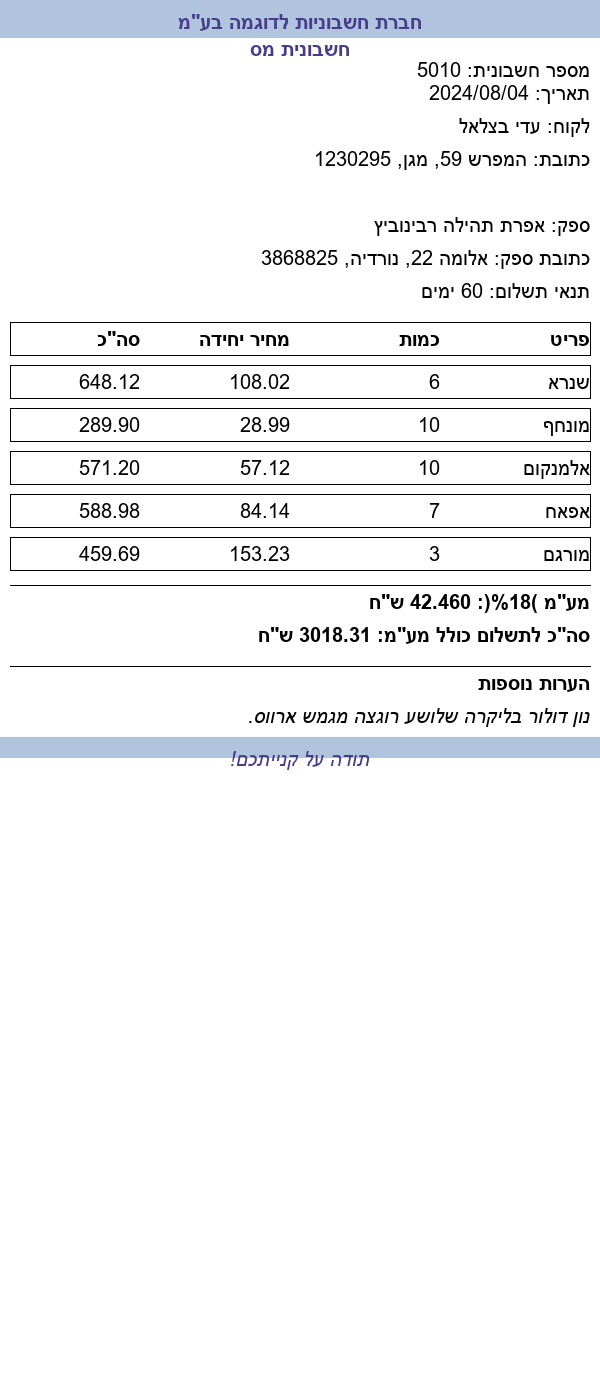 חברת חשבוניות לדוגמה בע"מ
חשבונית מס
מספר חשבונית: 5010
תאריך: 2024/08/04
לקוח: עדי בצלאל
כתובת: המפרש 59, מגן, 1230295
ספק: אפרת תהילה רבינוביץ
כתובת ספק: אלומה 22, נורדיה, 3868825
תנאי תשלום: 60 ימים
פריט כמות מחיר יחידה סה"כ
שנרא 6 108.02 648.12
מונחף 10 28.99 289.90
אלמנקום 10 57.12 571.20
אפאח 7 84.14 588.98
מורגם 3 153.23 459.69
מע"מ )18%(: 42.460 ש"ח
סה"כ לתשלום כולל מע"מ: 3018.31 ש"ח
הערות נוספות
נון דולור בליקרה שלושע רוגצה מגמש ארווס.
תודה על קנייתכם!